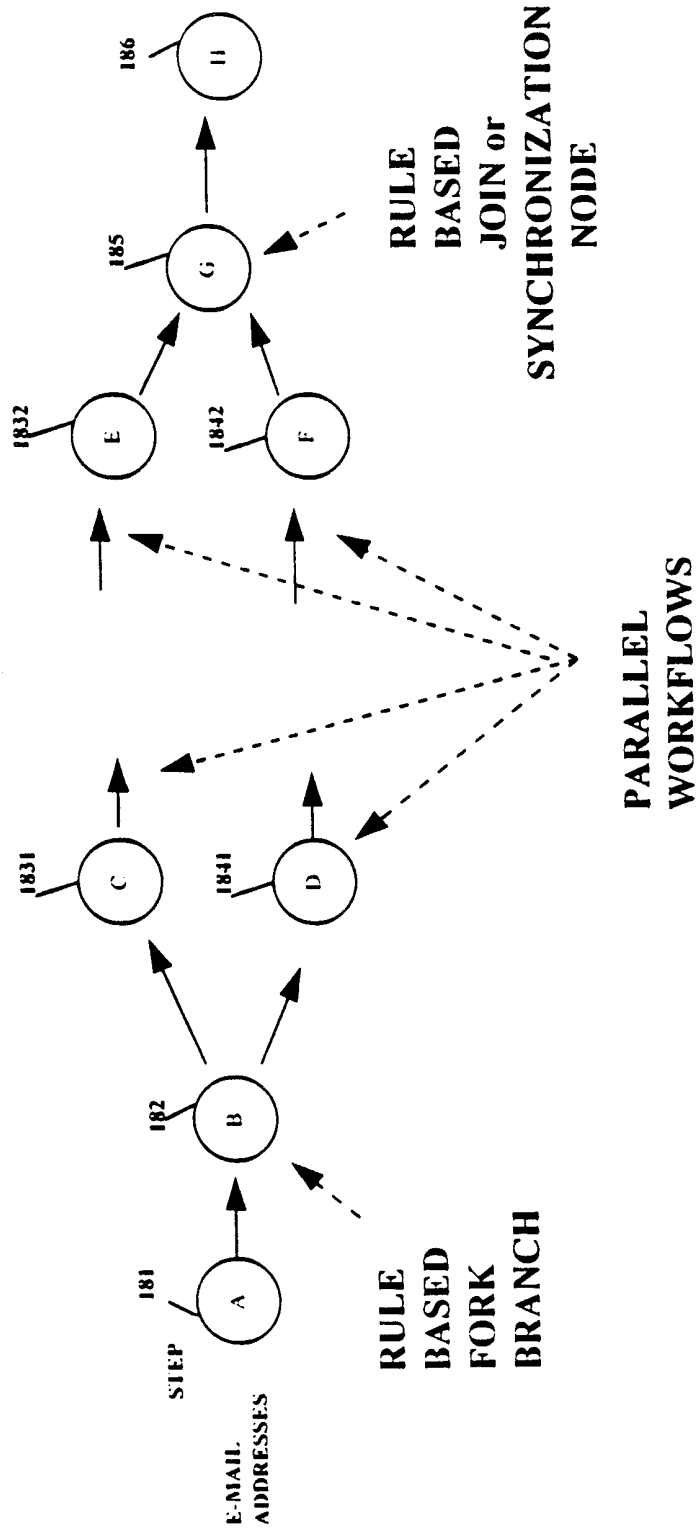 E-MAIL
ADDRESSES
STEP
181
A
182
B
1831
C
1841
D
1832
E
1842
F
185
G
186
H
RULE
BASED
FORK
BRANCH
PARALLEL
WORKFLOWS
RULE
BASED
JOIN or
SYNCHRONIZATION
NODE